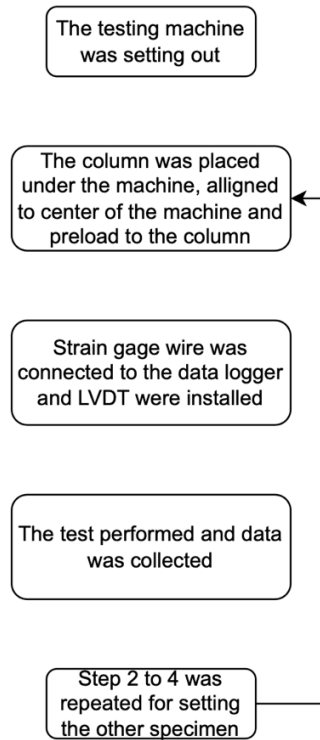 The testing machine
was setting out
The column was placed
under the machine, alligned
to center of the machine and
preload to the column
Strain gage wire was
connected to the data logger
and LVDT were installed
The test performed and data
was collected
Step 2 to 4 was
repeated for setting
the other specimen